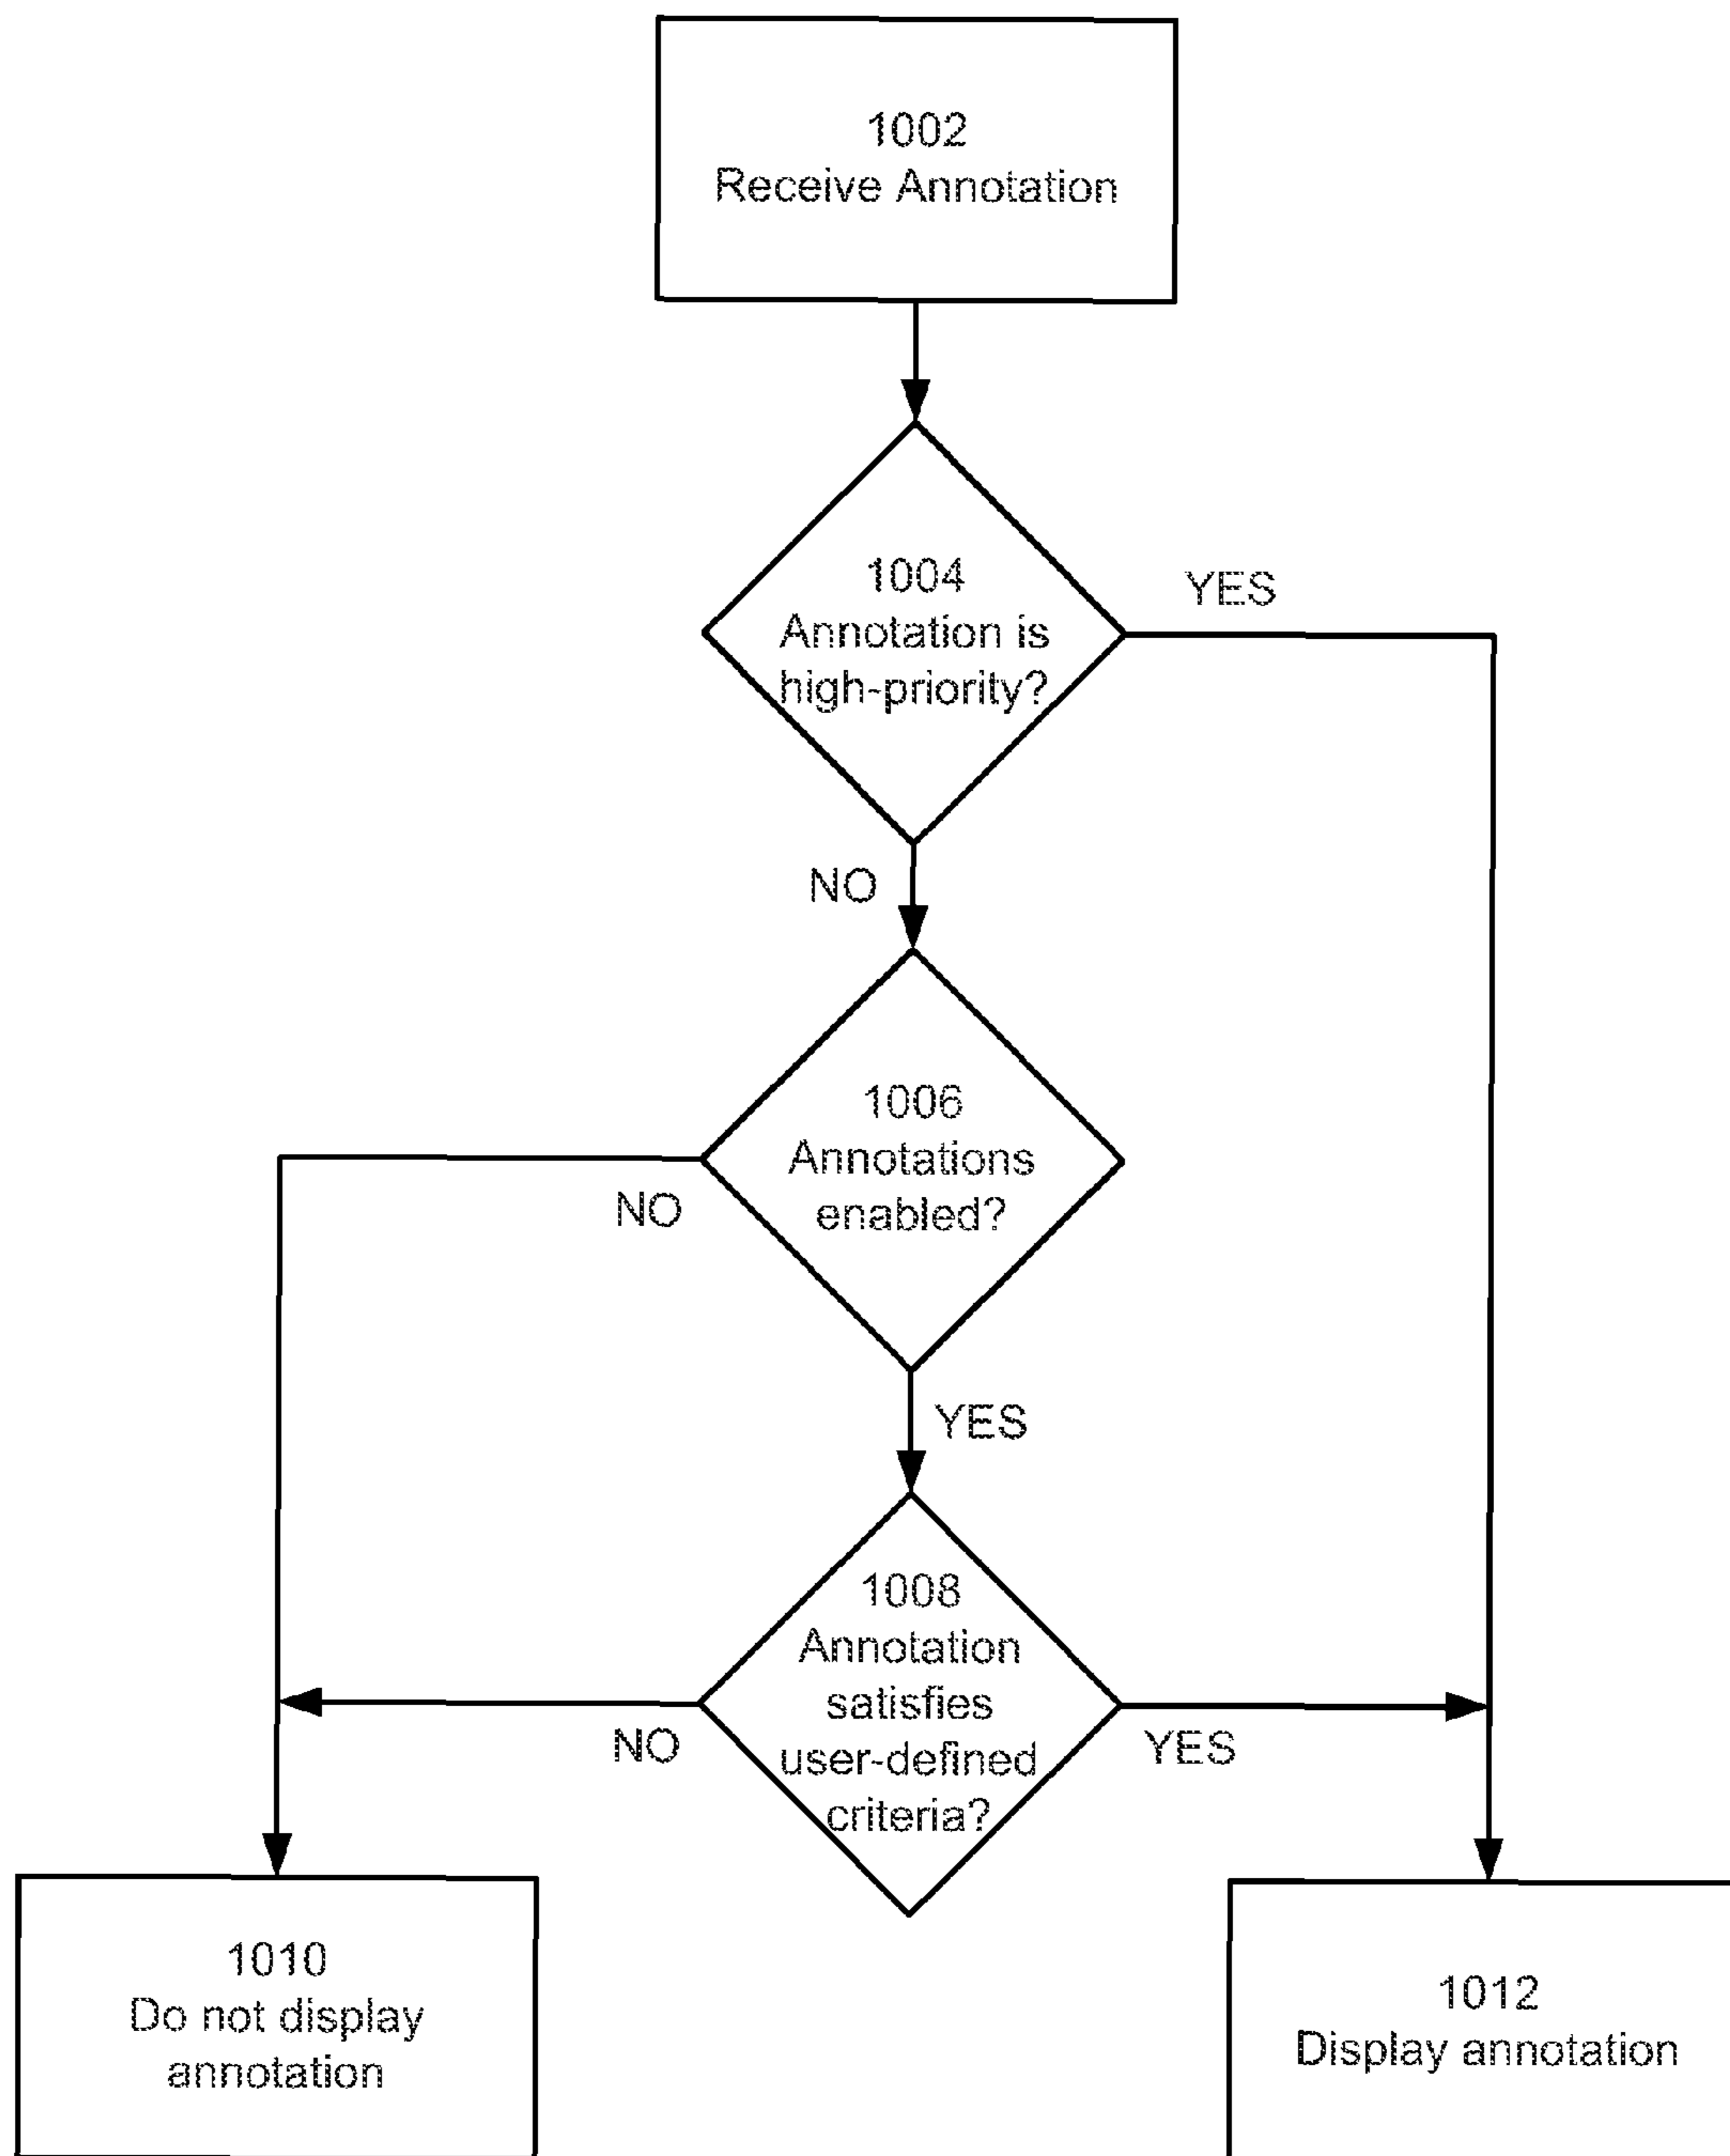 1002
Receive Annotation
1004
Annotation is
high-priority?
YES
NO
1006
Annotations
enabled?
NO
YES
1008
Annotation
satisfies
user-defined
criteria?
NO
YES
1010
Do not display
annotation
1012
Display annotation